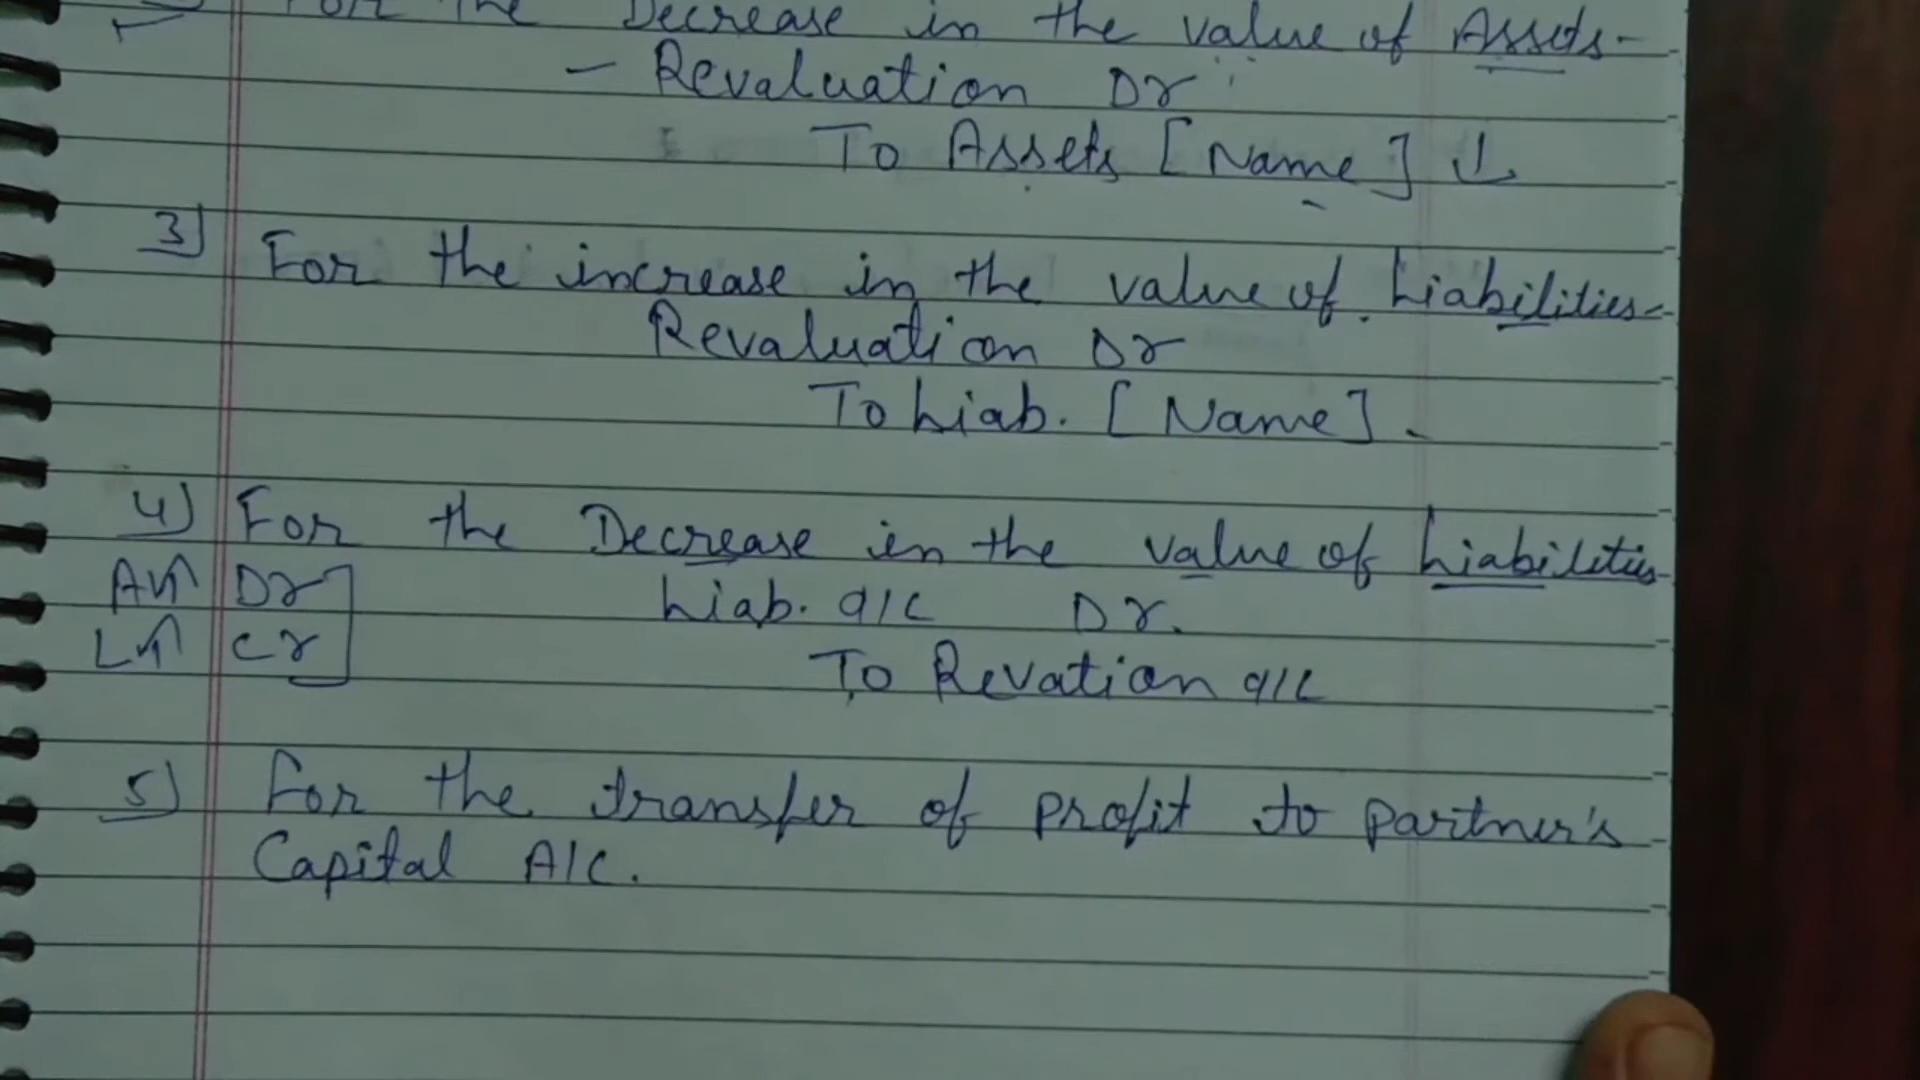 For the Decrease in the value of Assets-
- Revaluation Dr
To Assets [Name] ↓
3) For the increase in the value of Liabilities-
Revaluation Dr
To Liab. [Name].
4) For the Decrease in the value of Liabilities-
A↑ Dr Liab. a/c Dr.
L↑ Cr To Revation a/c
5) For the transfer of profit to partner's
Capital A/C.